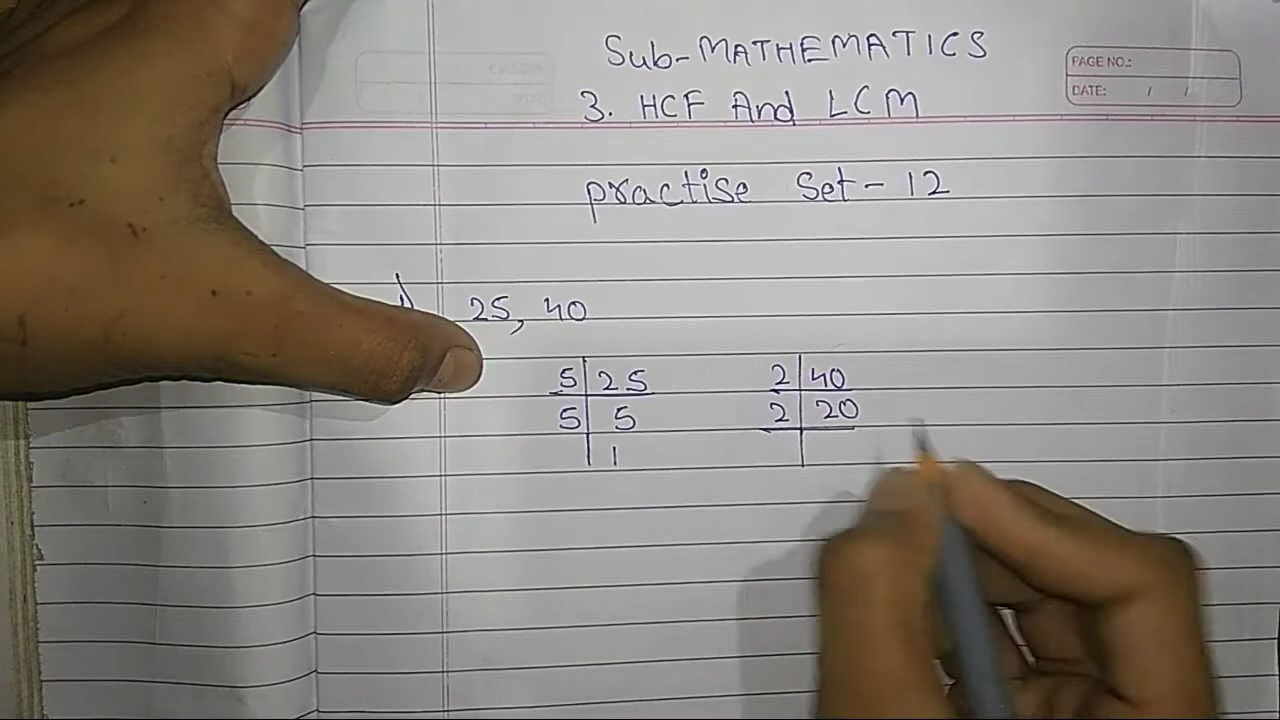 Sub-MATHEMATICS
PAGE NO.:
DATE: / /
3. HCF And LCM
Practise Set-12
25, 40
5 25 2 40
5 5 2 20
1